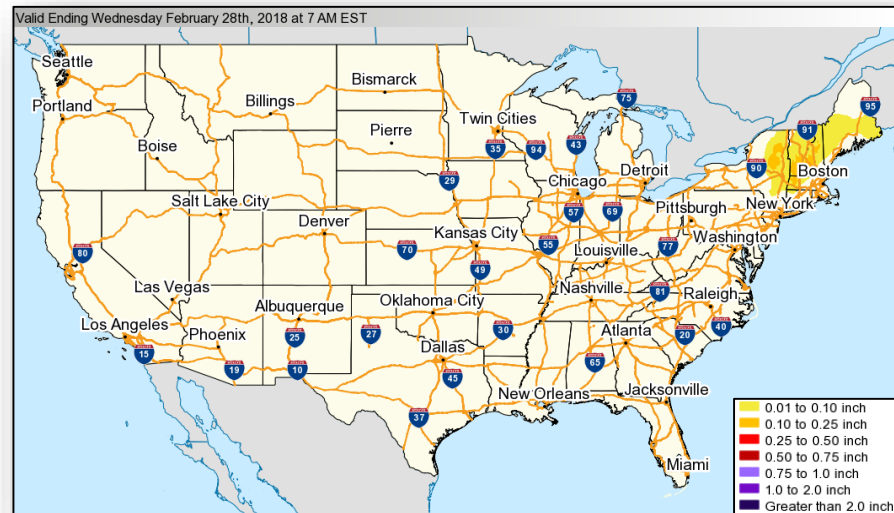 Valid Ending Wednesday February 28th, 2018 at 7 AM EST
Seattle
75
95
Bismarck
Portland
Billings
Twin Cities
91
Pierre
35
94
43
Boise
90
Detroit
Boston
29
Chicago
Salt Lake City
57
69
Pittsburgh
New York
Denver
Kansas City
Washington
80
70
55
Louisville
77
49
Las Vegas
Nashville
81
Raleigh
Albuquerque
Oklahoma City
Los Angeles
Phoenix
25
27
30
Atlanta
20
40
15
Dallas
19
10
45
65
New Orleans
Jacksonville
37
Miami
0.01 to 0.10 inch
0.10 to 0.25 inch
0.25 to 0.50 inch
0.50 to 0.75 inch
0.75 to 1.0 inch
1.0 to 2.0 inch
Greater than 2.0 inch